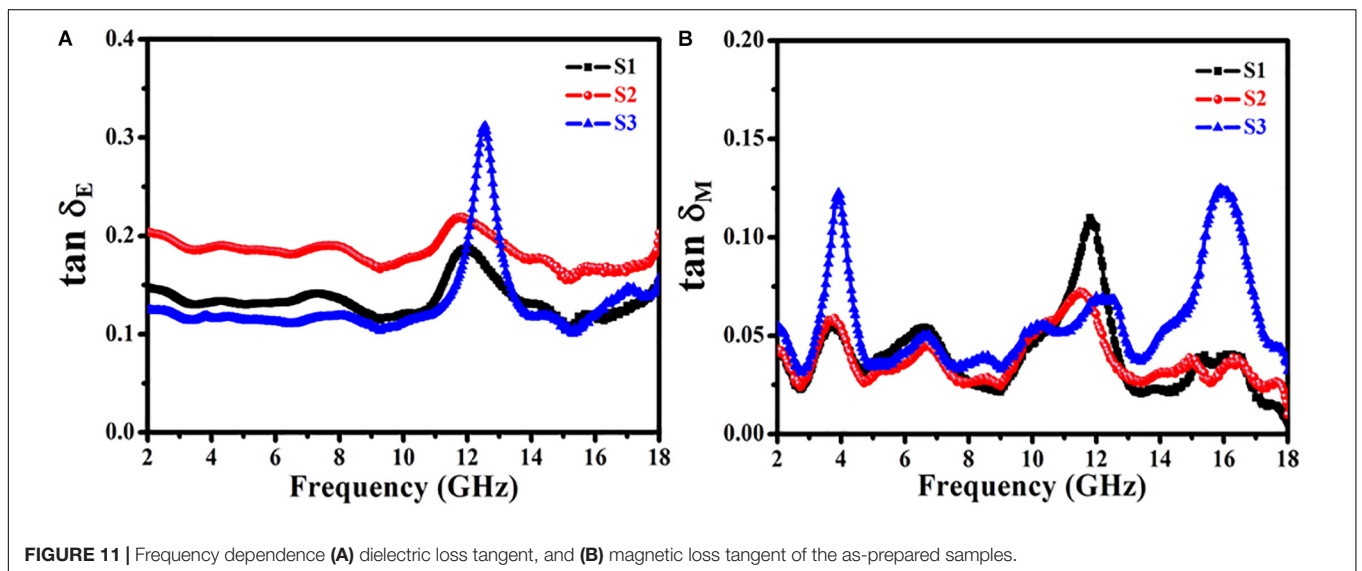 A
0.4
0.3
0.2
0.1
0.0
tan δE
S1
S2
S3
2 4 6 8 10 12 14 16 18
Frequency (GHz)
B
0.20
0.15
0.10
0.05
0.00
tan δM
S1
S2
S3
2 4 6 8 10 12 14 16 18
Frequency (GHz)
FIGURE 11 | Frequency dependence (A) dielectric loss tangent, and (B) magnetic loss tangent of the as-prepared samples.